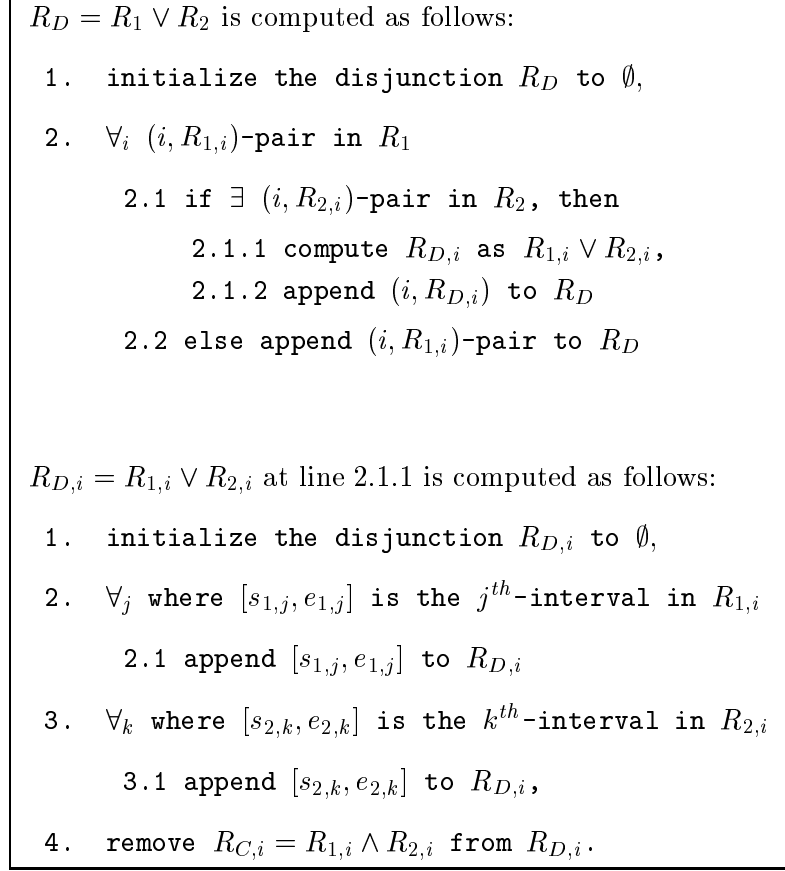 R_D = R_1 ∨ R_2 is computed as follows:
1. initialize the disjunction R_D to ∅,
2. ∀_i (i, R_{1,i})-pair in R_1
2.1 if ∃ (i, R_{2,i})-pair in R_2, then
2.1.1 compute R_{D,i} as R_{1,i} ∨ R_{2,i},
2.1.2 append (i, R_{D,i}) to R_D
2.2 else append (i, R_{1,i})-pair to R_D
R_{D,i} = R_{1,i} ∨ R_{2,i} at line 2.1.1 is computed as follows:
1. initialize the disjunction R_{D,i} to ∅,
2. ∀_j where [s_{1,j}, e_{1,j}] is the j^{th}-interval in R_{1,i}
2.1 append [s_{1,j}, e_{1,j}] to R_{D,i}
3. ∀_k where [s_{2,k}, e_{2,k}] is the k^{th}-interval in R_{2,i}
3.1 append [s_{2,k}, e_{2,k}] to R_{D,i},
4. remove R_{C,i} = R_{1,i} ∧ R_{2,i} from R_{D,i}.